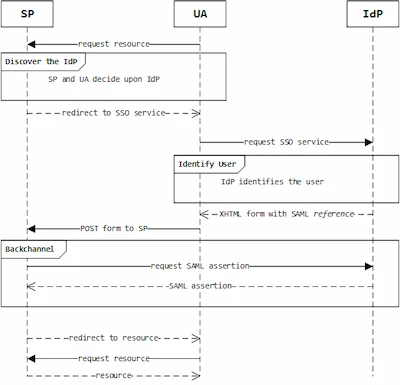 SP UA IdP
request resource
Discover the IdP
SP and UA decide upon IdP
redirect to SSO service
request SSO service
Identify User
IdP identifies the user
XHTML form with SAML reference
POST form to SP
Backchannel
request SAML assertion
SAML assertion
redirect to resource
request resource
resource